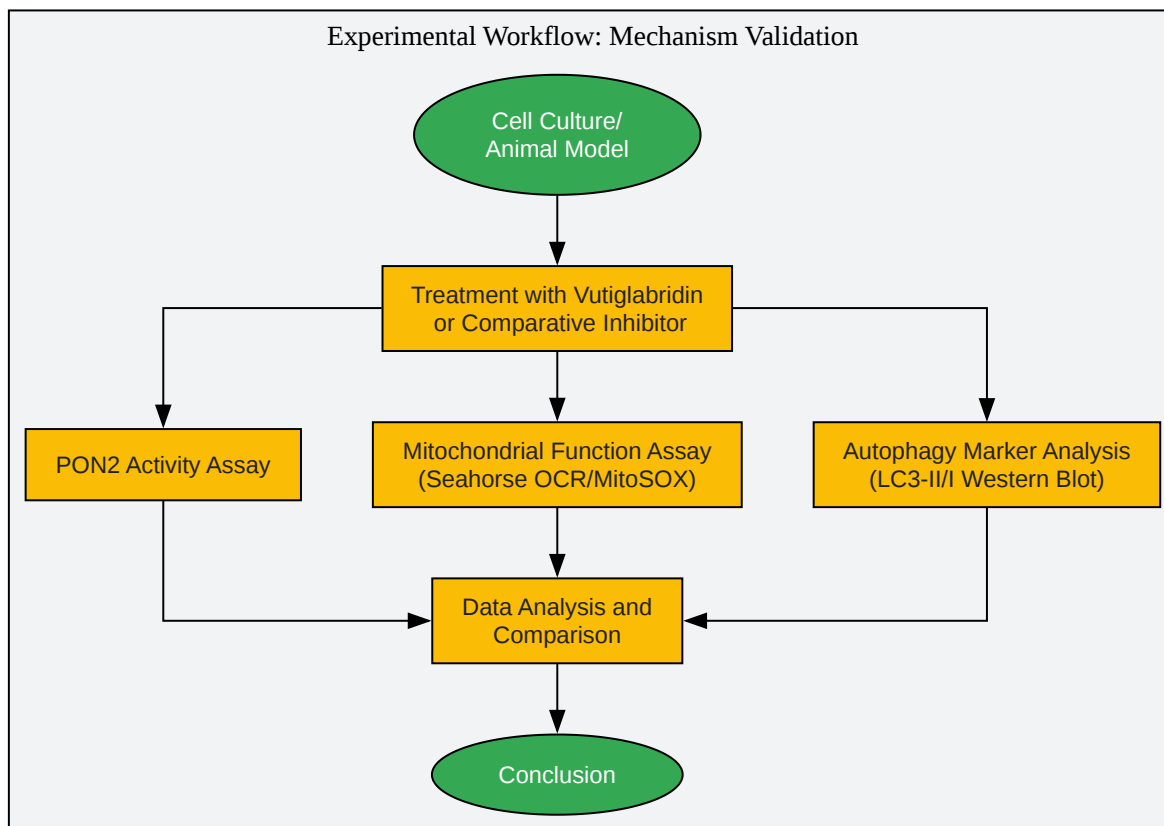 Experimental Workflow: Mechanism Validation
Cell Culture/
Animal Model
Treatment with Vutiglabridin
or Comparative Inhibitor
PON2 Activity Assay
Mitochondrial Function Assay
(Seahorse OCR/MitoSOX)
Autophagy Marker Analysis
(LC3-II/I Western Blot)
Data Analysis and
Comparison
Conclusion